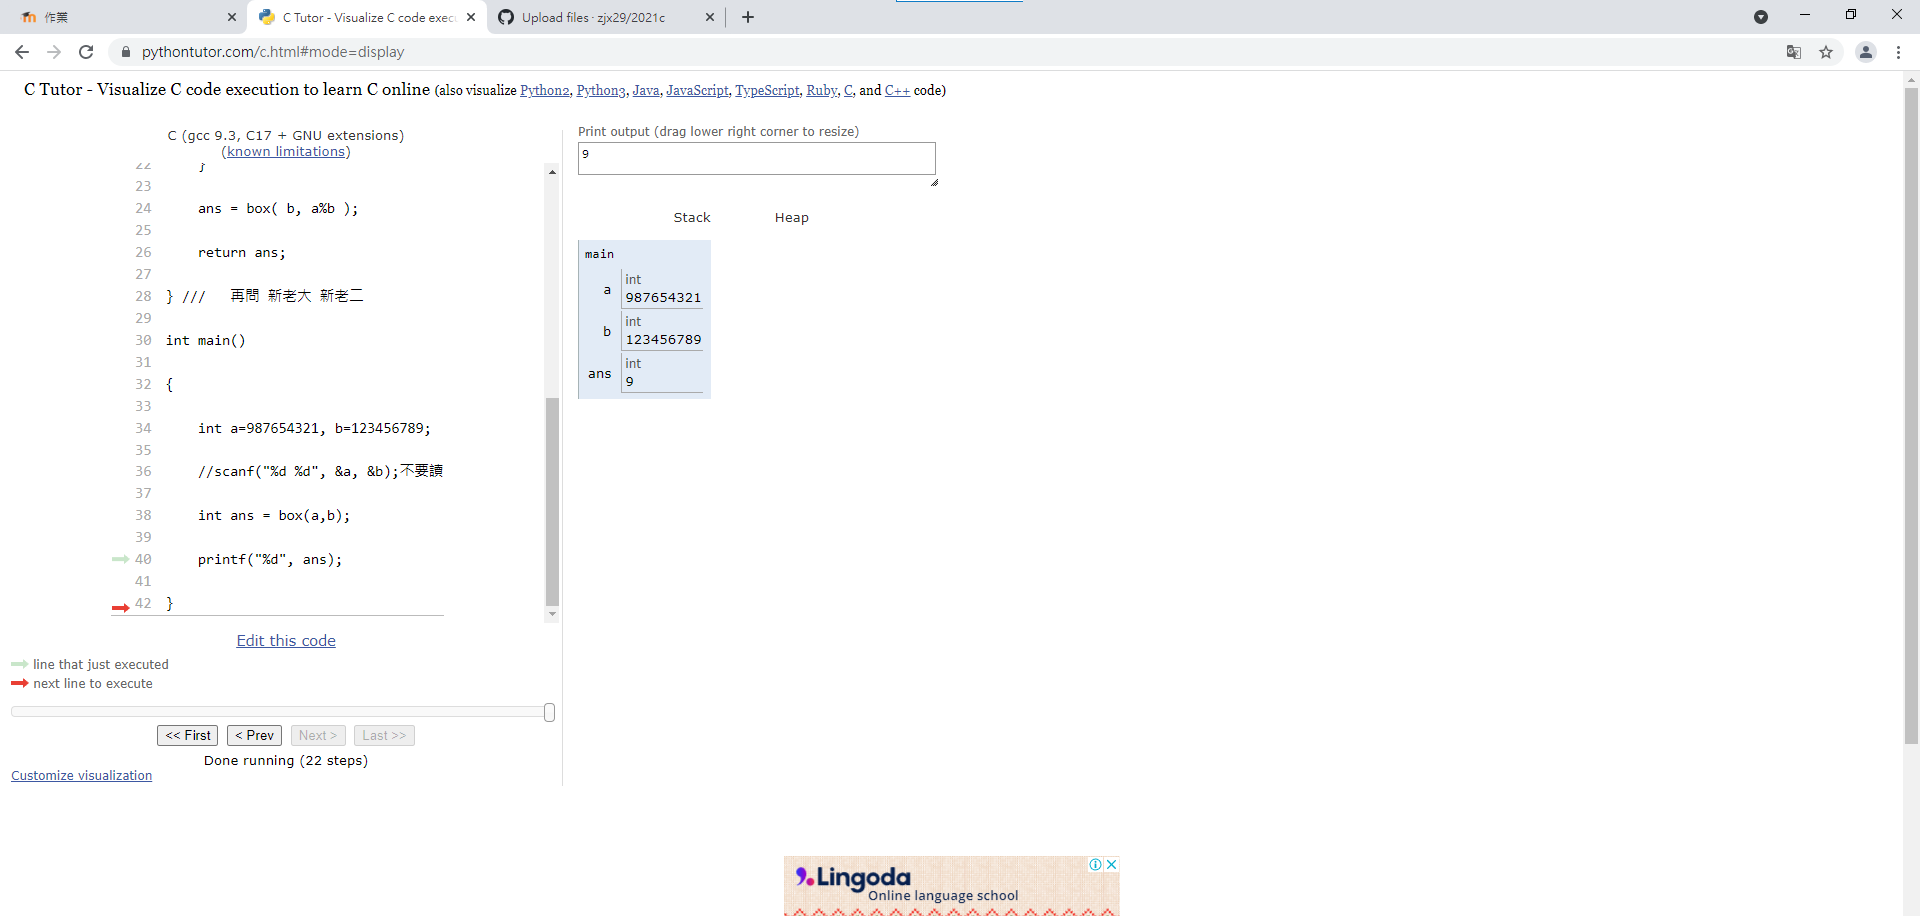 作業
C Tutor - Visualize C code execu
Upload files · zjx29/2021c
pythontutor.com/c.html#mode=display
C Tutor - Visualize C code execution to learn C online (also visualize Python2, Python3, Java, JavaScript, TypeScript, Ruby, C, and C++ code)
C (gcc 9.3, C17 + GNU extensions)
(known limitations)
22 }
23
24 ans = box( b, a%b );
25
26 return ans;
27
28 } /// 再問 新老大 新老二
29
30 int main()
31
32 {
33
34 int a=987654321, b=123456789;
35
36 //scanf("%d %d", &a, &b);不要讀
37
38 int ans = box(a,b);
39
40 printf("%d", ans);
41
42 }
Edit this code
line that just executed
next line to execute
<< First < Prev Next > Last >>
Done running (22 steps)
Customize visualization
Print output (drag lower right corner to resize)
9
Stack Heap
main
int
a 987654321
int
b 123456789
int
ans 9
Lingoda
Online language school